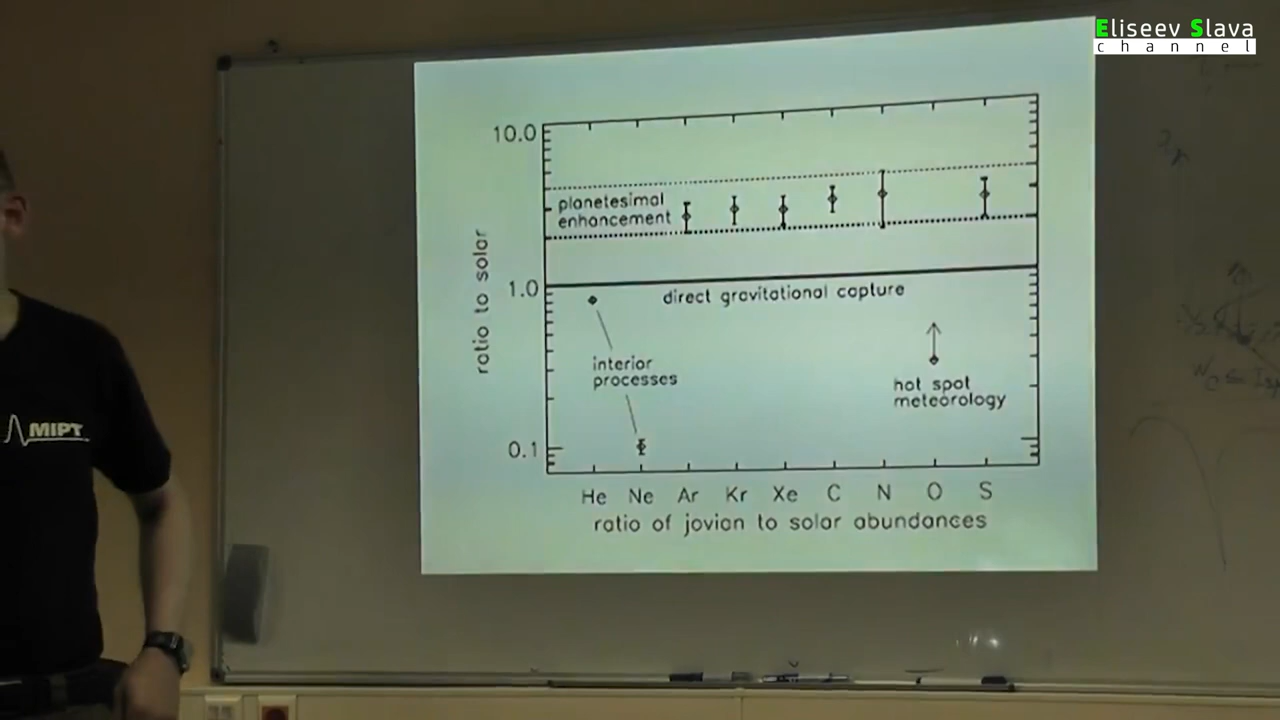 Eliseev Slava
channel
10.0
planetesimal
enhancement
ratio to solar
1.0
direct gravitational capture
interior
processes
hot spot
meteorology
0.1
He Ne Ar Kr Xe C N O S
ratio of jovian to solar abundances
MIPT